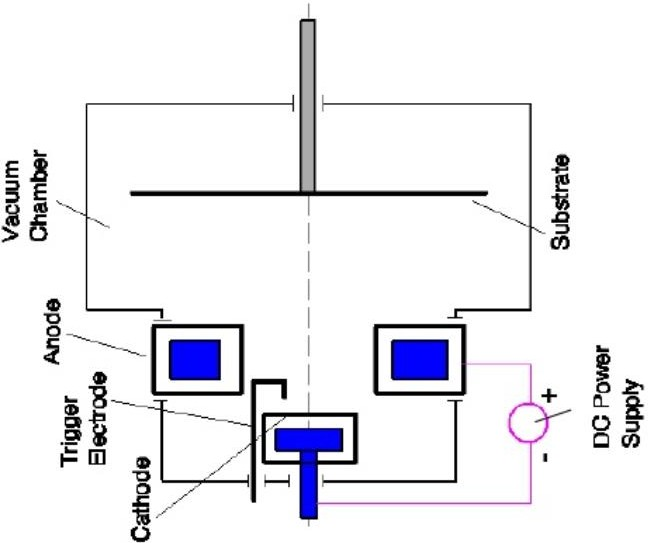 Vacuum
Chamber
Substrate
Anode
Trigger
Electrode
Cathode
+
-
DC Power
Supply